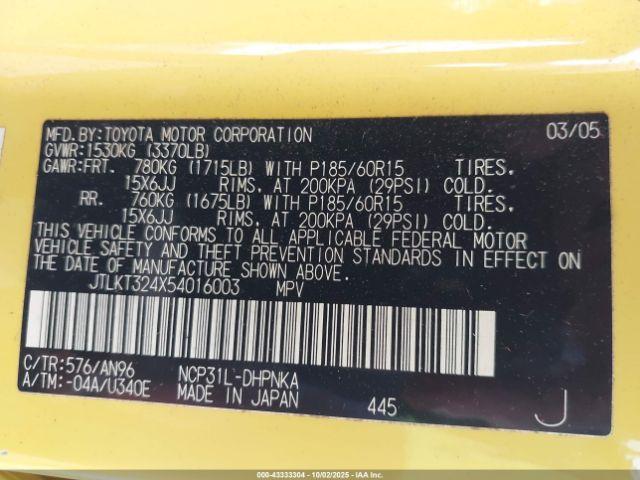 MFD.BY:TOYOTA MOTOR CORPORATION 03/05
GVWR:1530KG (3370LB)
GAWR:FRT. 780KG (1715LB) WITH P185/60R15 TIRES,
15X6JJ RIMS, AT 200KPA (29PSI) COLD.
RR. 760KG (1675LB) WITH P185/60R15 TIRES,
15X6JJ RIMS, AT 200KPA (29PSI) COLD.
THIS VEHICLE CONFORMS TO ALL APPLICABLE FEDERAL MOTOR
VEHICLE SAFETY AND THEFT PREVENTION STANDARDS IN EFFECT ON
THE DATE OF MANUFACTURE SHOWN ABOVE.
JTLKT324X54016003 MPV
C/TR:576/AN96 NCP31L-DHPNKA
A/TM:-04A/U340E MADE IN JAPAN 445 J
000-43333304 | 10/02/2025 | IAA Inc.